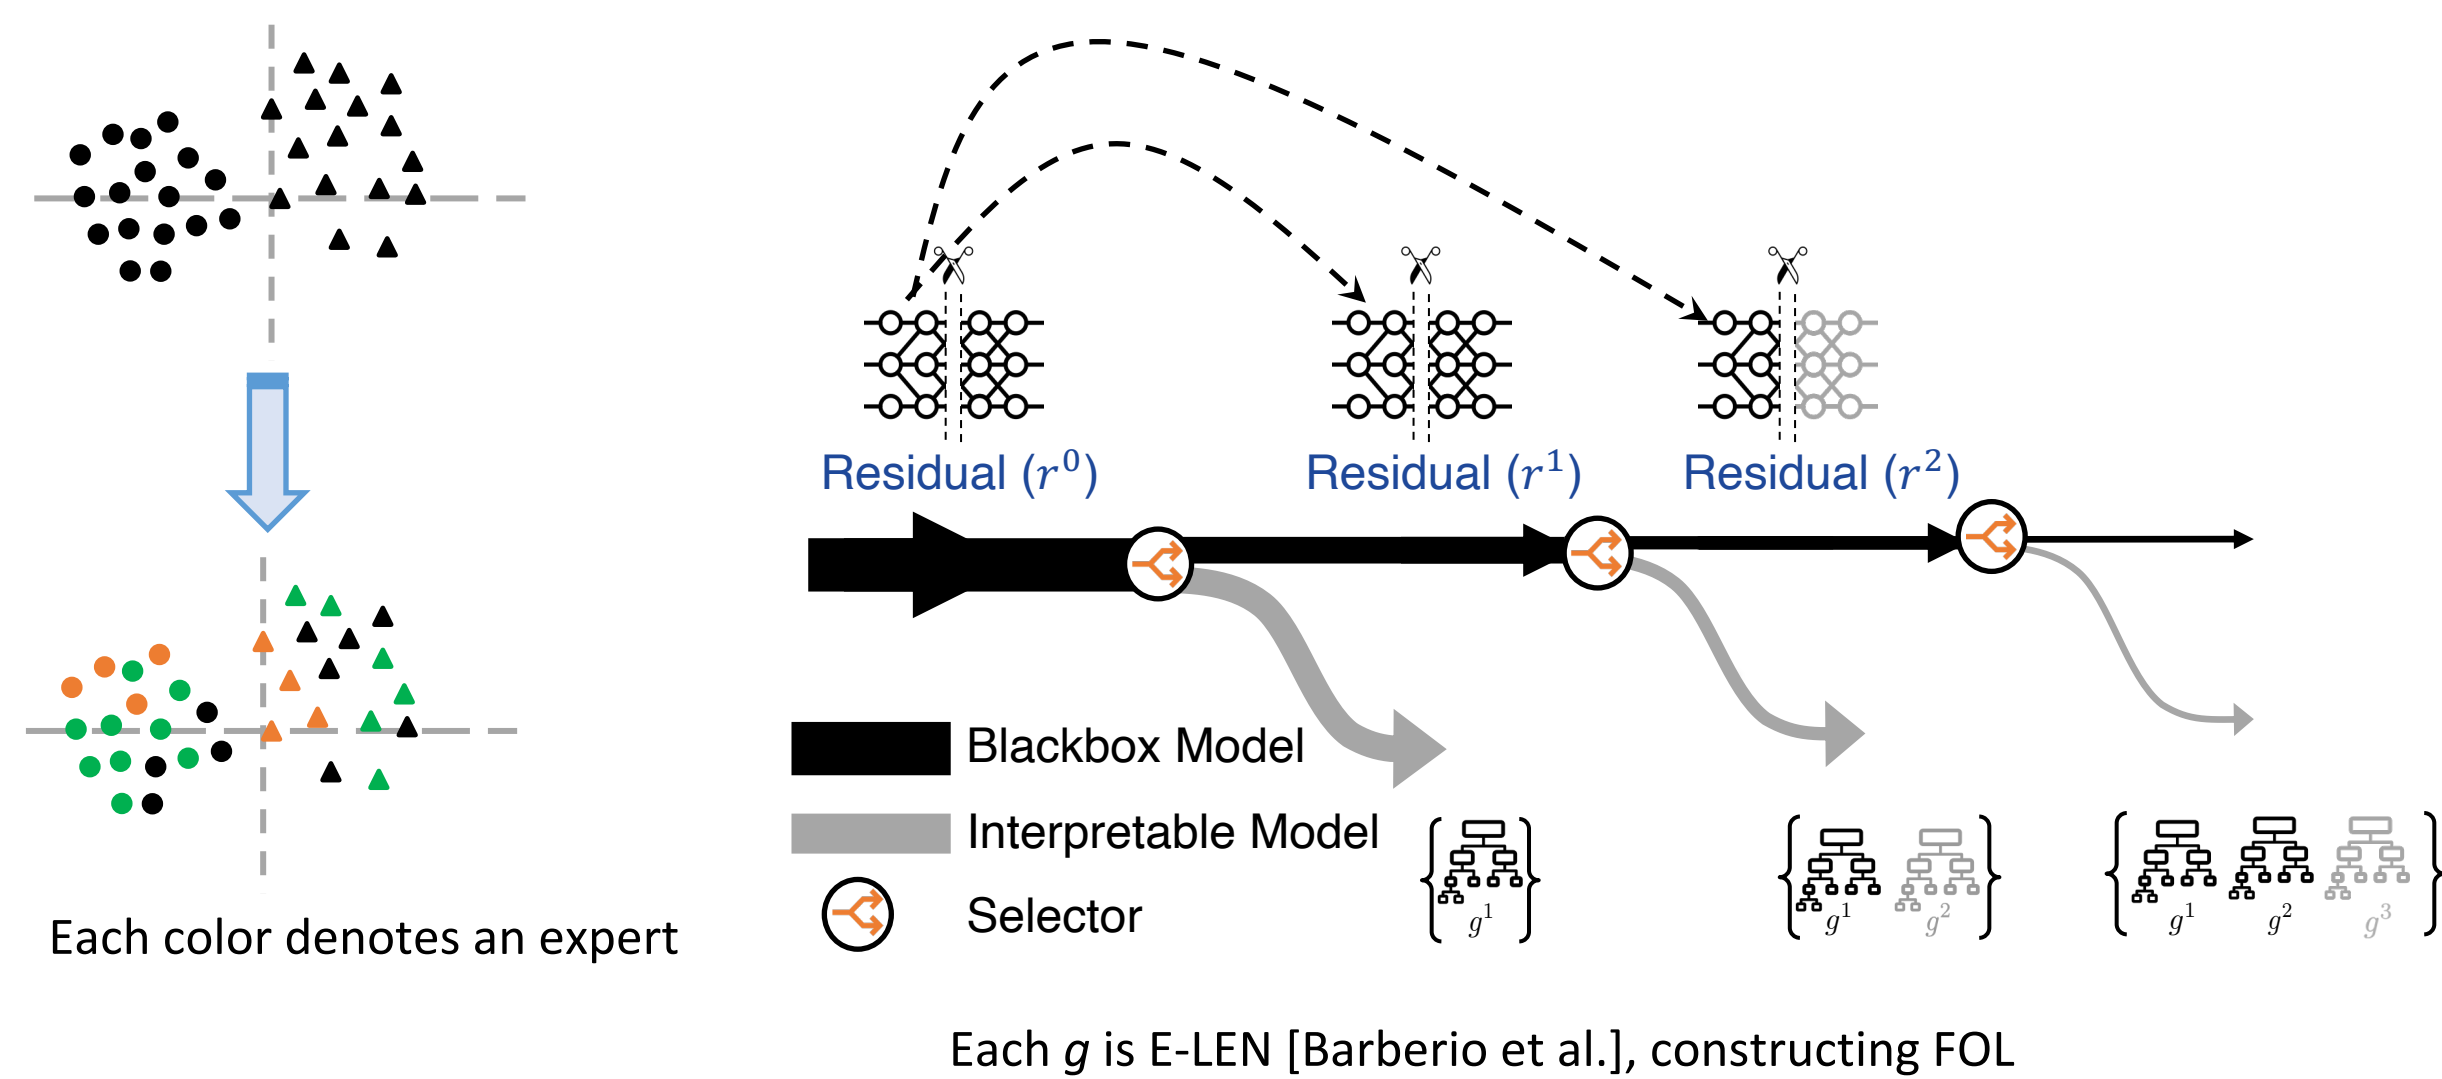 Residual (r⁰)
Residual (r¹)
Residual (r²)
Blackbox Model
Interpretable Model
Selector
g¹
g¹ g²
g¹ g² g³
Each color denotes an expert
Each g is E-LEN [Barberio et al.], constructing FOL